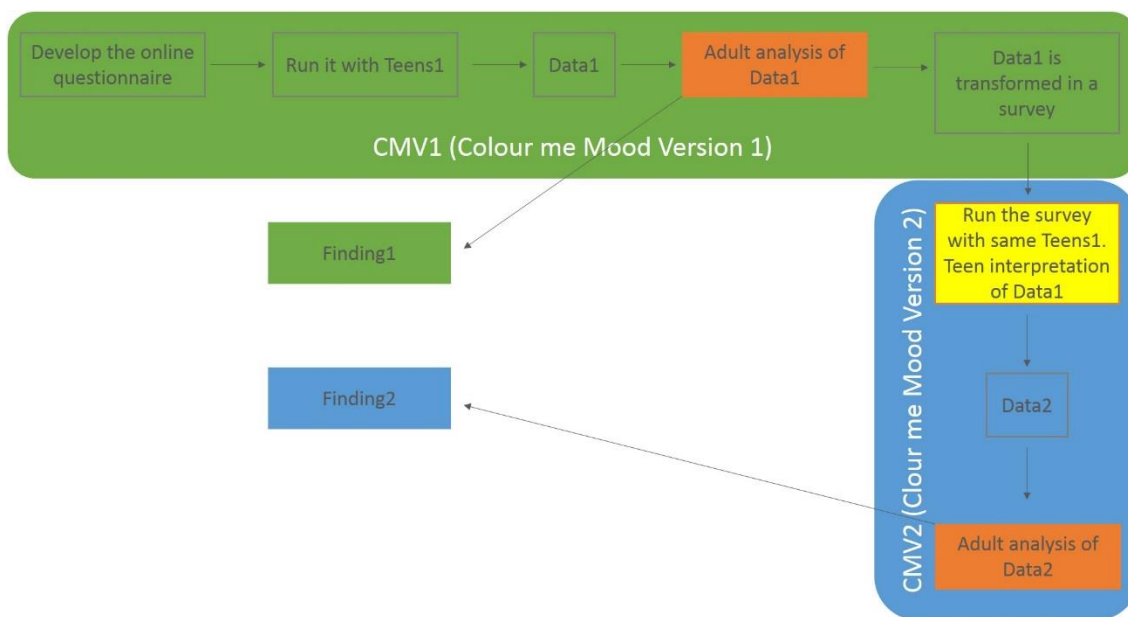 Develop the online
questionnaire
Run it with Teens1
Data1
Adult analysis of
Data1
Data1 is
transformed in a
survey
CMV1 (Colour me Mood Version 1)
Finding1
Run the survey
with same Teens1.
Teen interpretation
of Data1
CMV2 (Clour me Mood Version 2)
Finding2
Data2
Adult analysis of
Data2